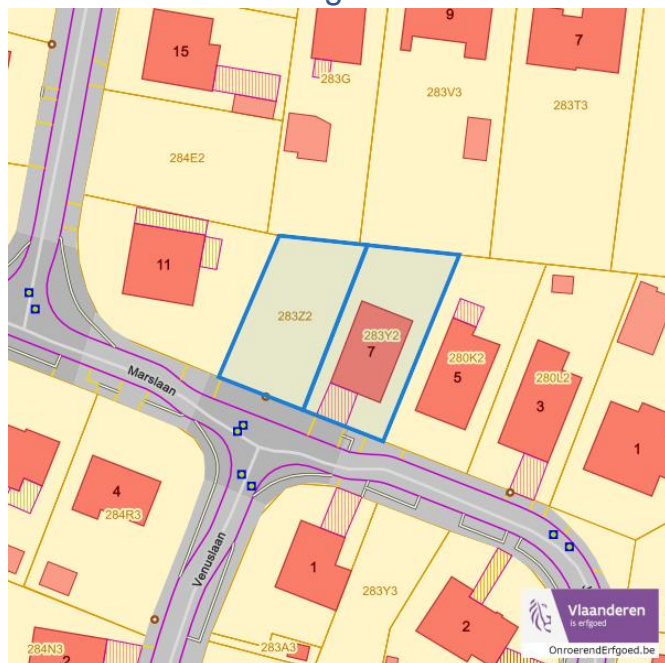 15
283G
9
283V3
7
283T3
284E2
11
283Z2
283Y2
7
280K2
5
280L2
3
1
Marslaan
4
284R3
Venuslaan
1
283Y3
2
284N3
2
283A3
Vlaanderen
is erfgoed
OnroerendErfgoed.be